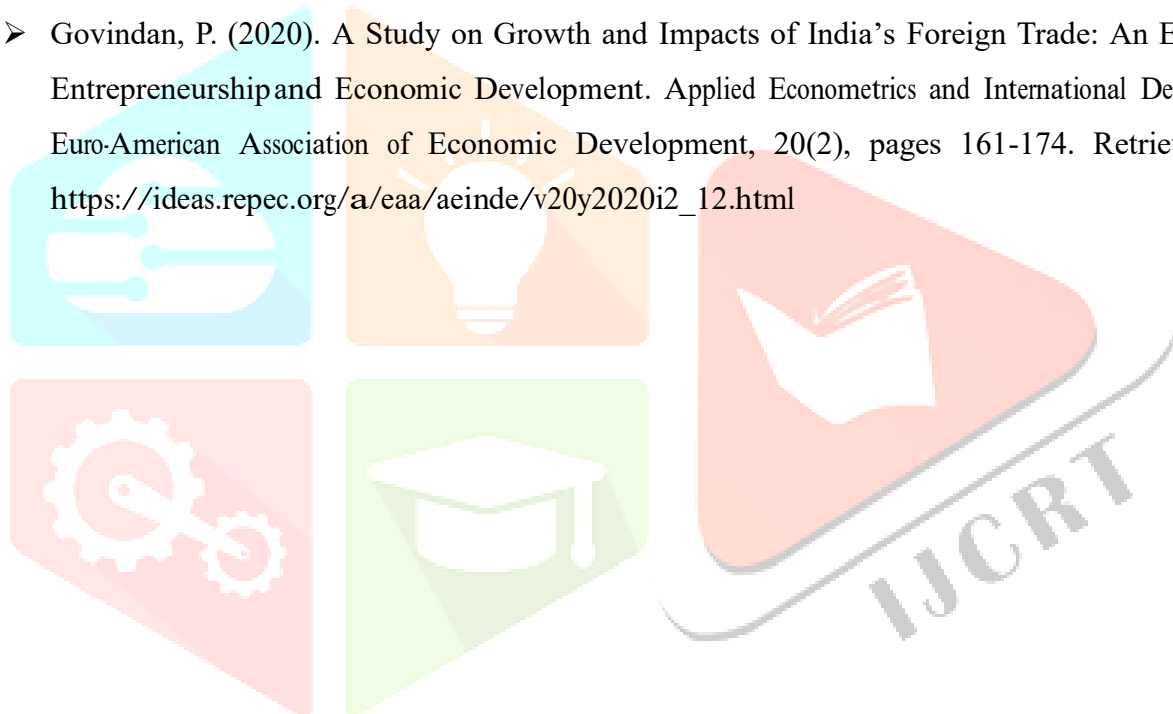 ➢ Govindan, P. (2020). A Study on Growth and Impacts of India’s Foreign Trade: An E
Entrepreneurship and Economic Development. Applied Econometrics and International De
Euro-American Association of Economic Development, 20(2), pages 161-174. Retrie
https://ideas.repec.org/a/eaa/aeinde/v20y2020i2_12.html
IJCRT